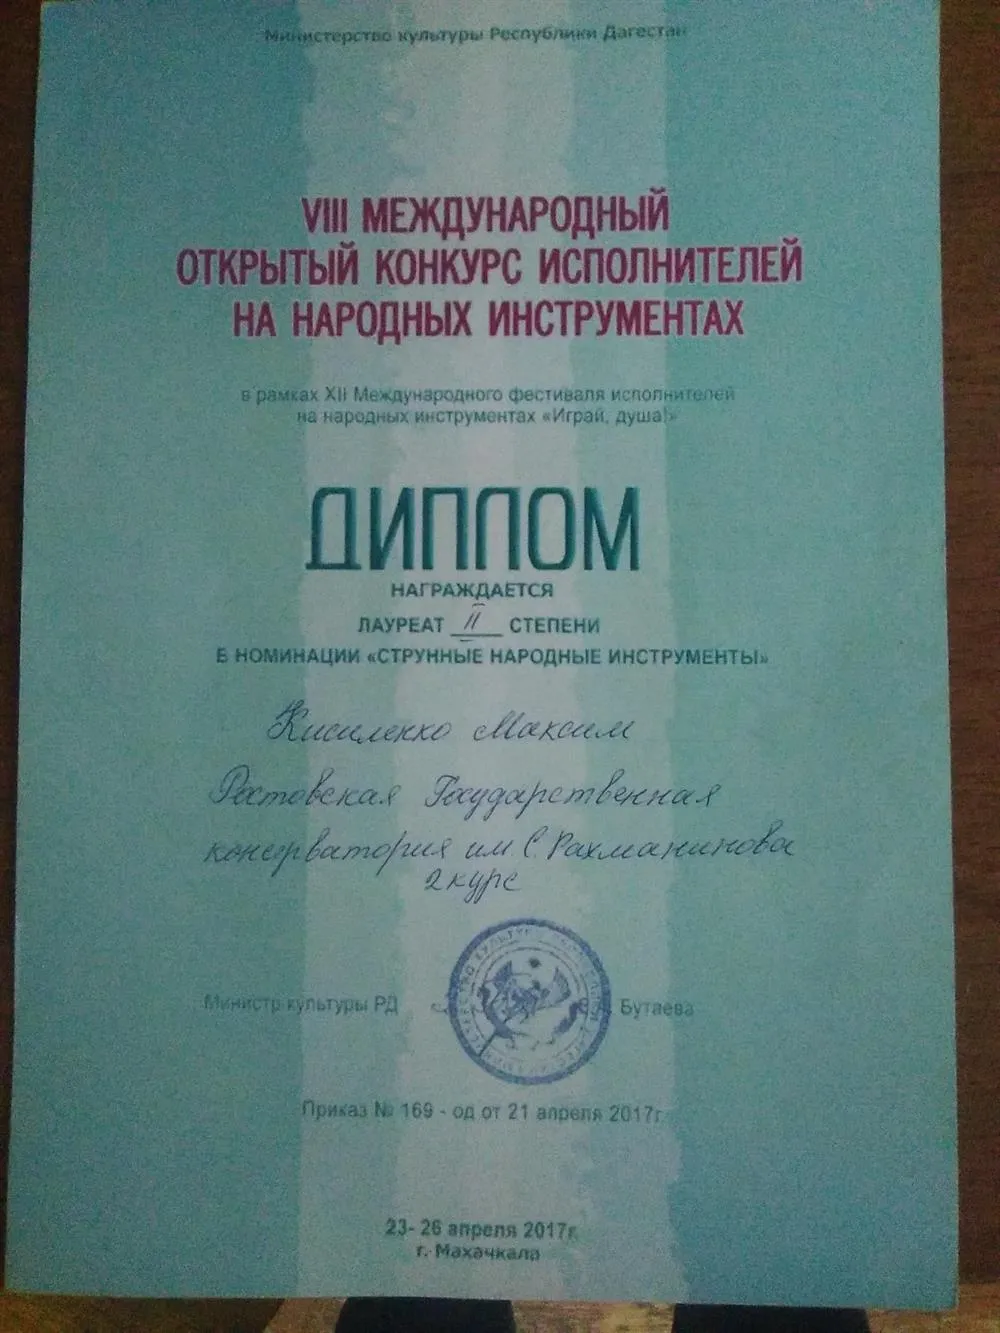 Министерство культуры Республики Дагестан
VIII МЕЖДУНАРОДНЫЙ
ОТКРЫТЫЙ КОНКУРС ИСПОЛНИТЕЛЕЙ
НА НАРОДНЫХ ИНСТРУМЕНТАХ
в рамках XII Международного фестиваля исполнителей
на народных инструментах «Играй, душа!»
ДИПЛОМ
НАГРАЖДАЕТСЯ
ЛАУРЕАТ II СТЕПЕНИ
В НОМИНАЦИИ «СТРУННЫЕ НАРОДНЫЕ ИНСТРУМЕНТЫ»
Кисиленко Максим
Ростовская Государственная
консерватория им. С. Рахманинова
2 курс
Министр культуры РД Бутаева
Приказ № 169 - од от 21 апреля 2017г.
23- 26 апреля 2017г.
г. Махачкала